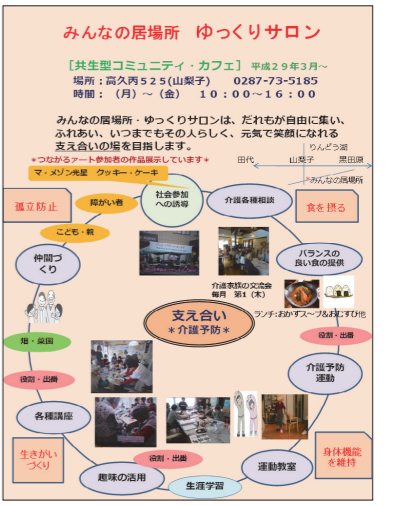 みんなの居場所 ゆっくりサロン
［共生型コミュニティ・カフェ］ 平成２９年３月～
場所：高久丙５２５(山梨子) 0287-73-5185
時間：（月）～（金） １０：００～１６：００
みんなの居場所・ゆっくりサロンは、だれもが自由に集い、
ふれあい、いつまでもその人らしく、元気で笑顔になれる
支え合いの場を目指します。
＊つながるアート参加者の作品展示しています＊
りんどう湖
田代 山梨子 黒田原
みんなの居場所
マ・メゾン光星 クッキー・ケーキ
障がい者
社会参加
への誘導
介護各種相談
孤立防止
食を摂る
こども・親
仲間づ
くり
バランスの
良い食の提供
介護家族の交流会
毎月 第1（木）
ランチ:おかずスープ＆おむすび他
支え合い
＊介護予防＊
畑・菜園
役割・出番
役割・出番
介護予防
運動
各種講座
生きがい
づくり
役割・出番
趣味の活用
生涯学習
運動教室
身体機能
を維持